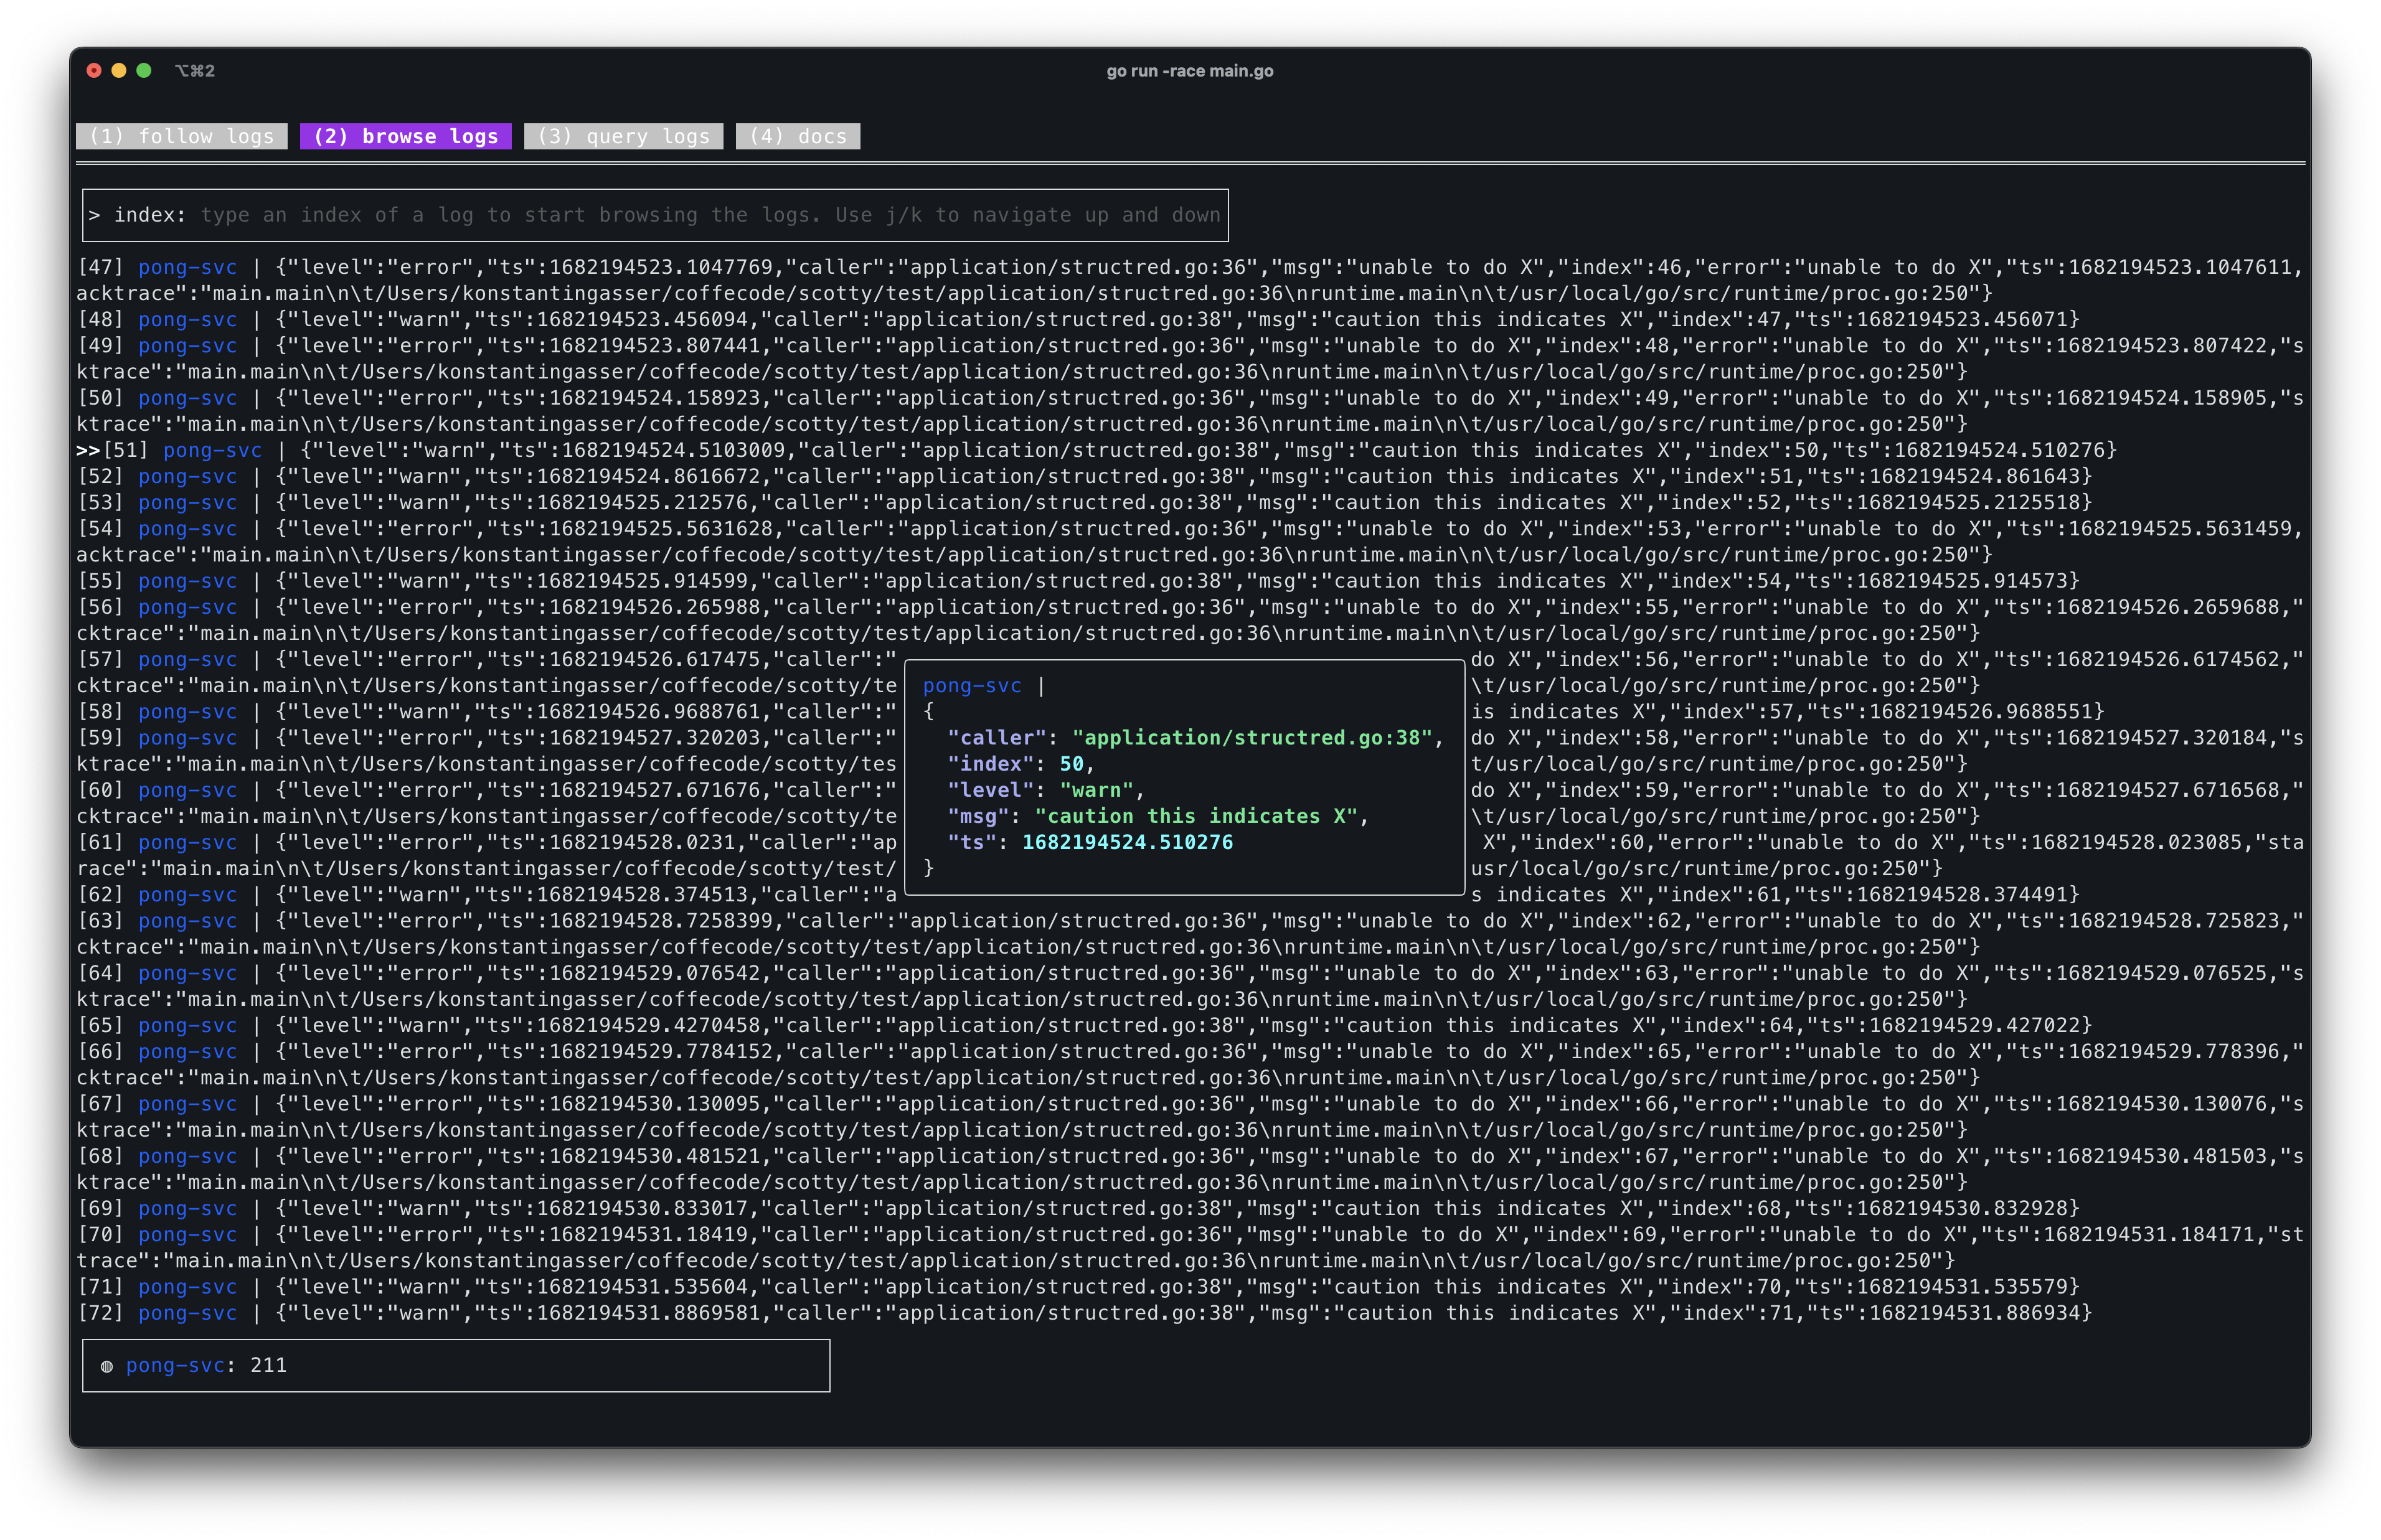 ⌥⌘2
go run -race main.go
(1) follow logs (2) browse logs (3) query logs (4) docs
> index: type an index of a log to start browsing the logs. Use j/k to navigate up and down
[47] pong-svc | {"level":"error","ts":1682194523.1047769,"caller":"application/structred.go:36","msg":"unable to do X","index":46,"error":"unable to do X","ts":1682194523.1047611,
acktrace":"main.main\n\t/Users/konstantingasser/coffecode/scotty/test/application/structred.go:36\nruntime.main\n\t/usr/local/go/src/runtime/proc.go:250"}
[48] pong-svc | {"level":"warn","ts":1682194523.456094,"caller":"application/structred.go:38","msg":"caution this indicates X","index":47,"ts":1682194523.456071}
[49] pong-svc | {"level":"error","ts":1682194523.807441,"caller":"application/structred.go:36","msg":"unable to do X","index":48,"error":"unable to do X","ts":1682194523.807422,"s
ktrace":"main.main\n\t/Users/konstantingasser/coffecode/scotty/test/application/structred.go:36\nruntime.main\n\t/usr/local/go/src/runtime/proc.go:250"}
[50] pong-svc | {"level":"error","ts":1682194524.158923,"caller":"application/structred.go:36","msg":"unable to do X","index":49,"error":"unable to do X","ts":1682194524.158905,"s
ktrace":"main.main\n\t/Users/konstantingasser/coffecode/scotty/test/application/structred.go:36\nruntime.main\n\t/usr/local/go/src/runtime/proc.go:250"}
>>[51] pong-svc | {"level":"warn","ts":1682194524.5103009,"caller":"application/structred.go:38","msg":"caution this indicates X","index":50,"ts":1682194524.510276}
[52] pong-svc | {"level":"warn","ts":1682194524.8616672,"caller":"application/structred.go:38","msg":"caution this indicates X","index":51,"ts":1682194524.861643}
[53] pong-svc | {"level":"warn","ts":1682194525.212576,"caller":"application/structred.go:38","msg":"caution this indicates X","index":52,"ts":1682194525.2125518}
[54] pong-svc | {"level":"error","ts":1682194525.5631628,"caller":"application/structred.go:36","msg":"unable to do X","index":53,"error":"unable to do X","ts":1682194525.5631459,
acktrace":"main.main\n\t/Users/konstantingasser/coffecode/scotty/test/application/structred.go:36\nruntime.main\n\t/usr/local/go/src/runtime/proc.go:250"}
[55] pong-svc | {"level":"warn","ts":1682194525.914599,"caller":"application/structred.go:38","msg":"caution this indicates X","index":54,"ts":1682194525.914573}
[56] pong-svc | {"level":"error","ts":1682194526.265988,"caller":"application/structred.go:36","msg":"unable to do X","index":55,"error":"unable to do X","ts":1682194526.2659688,"
cktrace":"main.main\n\t/Users/konstantingasser/coffecode/scotty/test/application/structred.go:36\nruntime.main\n\t/usr/local/go/src/runtime/proc.go:250"}
[57] pong-svc | {"level":"error","ts":1682194526.617475,"caller":" do X","index":56,"error":"unable to do X","ts":1682194526.6174562,"
cktrace":"main.main\n\t/Users/konstantingasser/coffecode/scotty/te pong-svc | \t/usr/local/go/src/runtime/proc.go:250"}
[58] pong-svc | {"level":"warn","ts":1682194526.9688761,"caller":" { is indicates X","index":57,"ts":1682194526.9688551}
[59] pong-svc | {"level":"error","ts":1682194527.320203,"caller":" "caller": "application/structred.go:38", do X","index":58,"error":"unable to do X","ts":1682194527.320184,"s
ktrace":"main.main\n\t/Users/konstantingasser/coffecode/scotty/tes "index": 50, t/usr/local/go/src/runtime/proc.go:250"}
[60] pong-svc | {"level":"error","ts":1682194527.671676,"caller":" "level": "warn", do X","index":59,"error":"unable to do X","ts":1682194527.6716568,"
cktrace":"main.main\n\t/Users/konstantingasser/coffecode/scotty/te "msg": "caution this indicates X", \t/usr/local/go/src/runtime/proc.go:250"}
[61] pong-svc | {"level":"error","ts":1682194528.0231,"caller":"ap "ts": 1682194524.510276 X","index":60,"error":"unable to do X","ts":1682194528.023085,"sta
race":"main.main\n\t/Users/konstantingasser/coffecode/scotty/test/ } usr/local/go/src/runtime/proc.go:250"}
[62] pong-svc | {"level":"warn","ts":1682194528.374513,"caller":"a s indicates X","index":61,"ts":1682194528.374491}
[63] pong-svc | {"level":"error","ts":1682194528.7258399,"caller":"application/structred.go:36","msg":"unable to do X","index":62,"error":"unable to do X","ts":1682194528.725823,"
cktrace":"main.main\n\t/Users/konstantingasser/coffecode/scotty/test/application/structred.go:36\nruntime.main\n\t/usr/local/go/src/runtime/proc.go:250"}
[64] pong-svc | {"level":"error","ts":1682194529.076542,"caller":"application/structred.go:36","msg":"unable to do X","index":63,"error":"unable to do X","ts":1682194529.076525,"s
ktrace":"main.main\n\t/Users/konstantingasser/coffecode/scotty/test/application/structred.go:36\nruntime.main\n\t/usr/local/go/src/runtime/proc.go:250"}
[65] pong-svc | {"level":"warn","ts":1682194529.4270458,"caller":"application/structred.go:38","msg":"caution this indicates X","index":64,"ts":1682194529.427022}
[66] pong-svc | {"level":"error","ts":1682194529.7784152,"caller":"application/structred.go:36","msg":"unable to do X","index":65,"error":"unable to do X","ts":1682194529.778396,"
cktrace":"main.main\n\t/Users/konstantingasser/coffecode/scotty/test/application/structred.go:36\nruntime.main\n\t/usr/local/go/src/runtime/proc.go:250"}
[67] pong-svc | {"level":"error","ts":1682194530.130095,"caller":"application/structred.go:36","msg":"unable to do X","index":66,"error":"unable to do X","ts":1682194530.130076,"s
ktrace":"main.main\n\t/Users/konstantingasser/coffecode/scotty/test/application/structred.go:36\nruntime.main\n\t/usr/local/go/src/runtime/proc.go:250"}
[68] pong-svc | {"level":"error","ts":1682194530.481521,"caller":"application/structred.go:36","msg":"unable to do X","index":67,"error":"unable to do X","ts":1682194530.481503,"s
ktrace":"main.main\n\t/Users/konstantingasser/coffecode/scotty/test/application/structred.go:36\nruntime.main\n\t/usr/local/go/src/runtime/proc.go:250"}
[69] pong-svc | {"level":"warn","ts":1682194530.833017,"caller":"application/structred.go:38","msg":"caution this indicates X","index":68,"ts":1682194530.832928}
[70] pong-svc | {"level":"error","ts":1682194531.18419,"caller":"application/structred.go:36","msg":"unable to do X","index":69,"error":"unable to do X","ts":1682194531.184171,"st
trace":"main.main\n\t/Users/konstantingasser/coffecode/scotty/test/application/structred.go:36\nruntime.main\n\t/usr/local/go/src/runtime/proc.go:250"}
[71] pong-svc | {"level":"warn","ts":1682194531.535604,"caller":"application/structred.go:38","msg":"caution this indicates X","index":70,"ts":1682194531.535579}
[72] pong-svc | {"level":"warn","ts":1682194531.8869581,"caller":"application/structred.go:38","msg":"caution this indicates X","index":71,"ts":1682194531.886934}
◍ pong-svc: 211